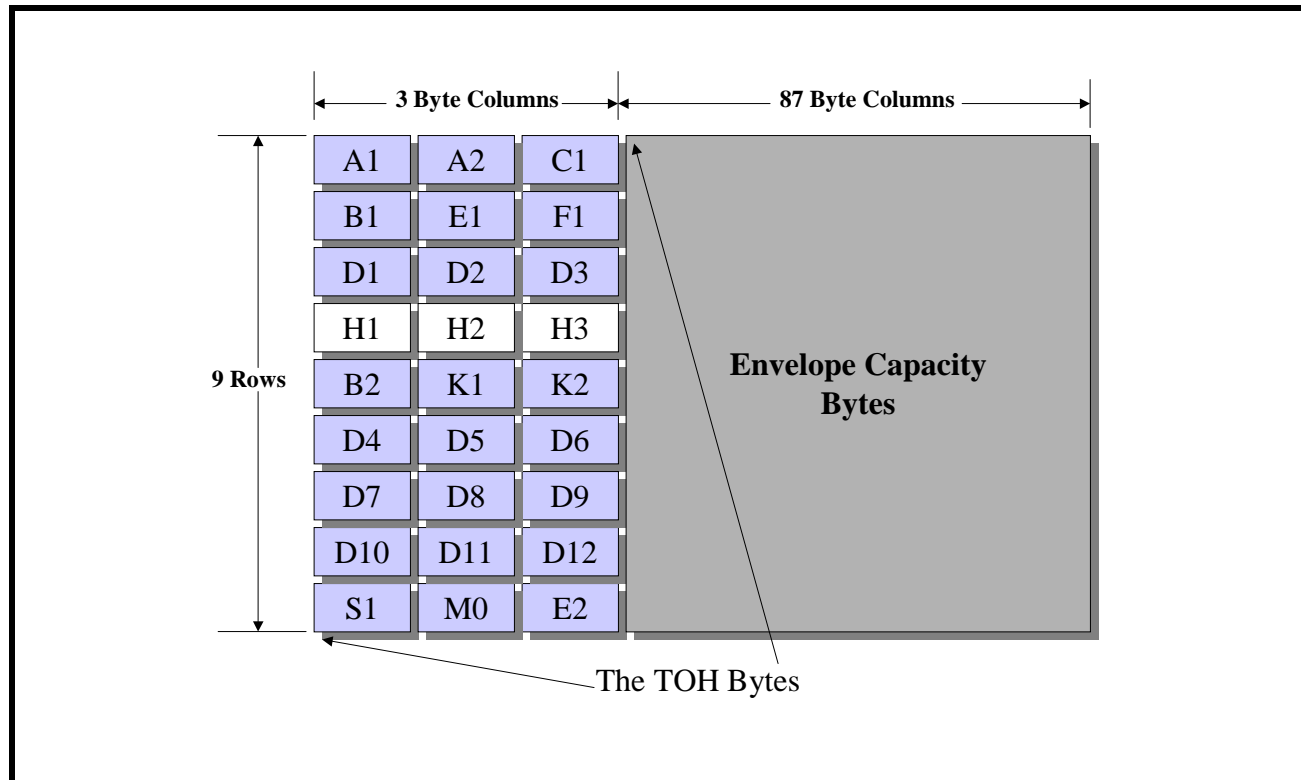 3 Byte Columns
87 Byte Columns
A1 A2 C1
B1 E1 F1
D1 D2 D3
H1 H2 H3
9 Rows
B2 K1 K2
D4 D5 D6
D7 D8 D9
D10 D11 D12
S1 M0 E2
Envelope Capacity
Bytes
The TOH Bytes